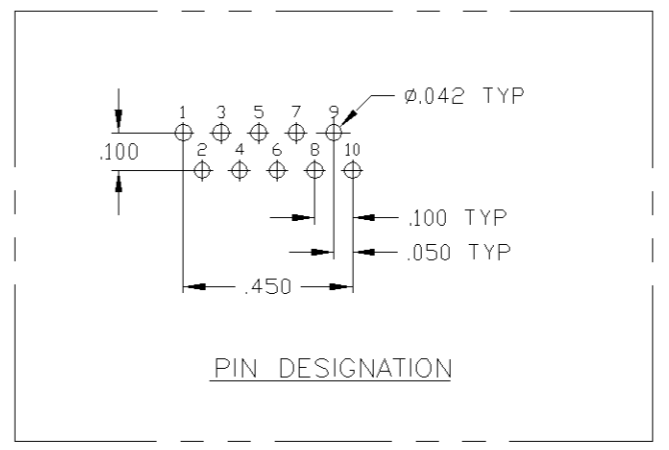 Ø.042 TYP
1 3 5 7 9
.100
2 4 6 8 10
.100 TYP
.050 TYP
.450
PIN DESIGNATION